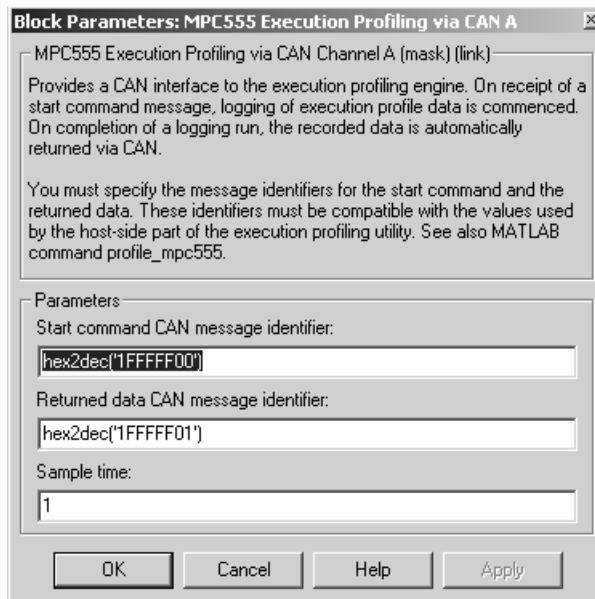 Block Parameters: MPC555 Execution Profiling via CAN A
MPC555 Execution Profiling via CAN Channel A (mask) (link)
Provides a CAN interface to the execution profiling engine. On receipt of a
start command message, logging of execution profile data is commenced.
On completion of a logging run, the recorded data is automatically
returned via CAN.
You must specify the message identifiers for the start command and the
returned data. These identifiers must be compatible with the values used
by the host-side part of the execution profiling utility. See also MATLAB
command profile_mpc555.
Parameters
Start command CAN message identifier:
hex2dec('1FFFFF00')
Returned data CAN message identifier:
hex2dec('1FFFFF01')
Sample time:
1
OK Cancel Help Apply